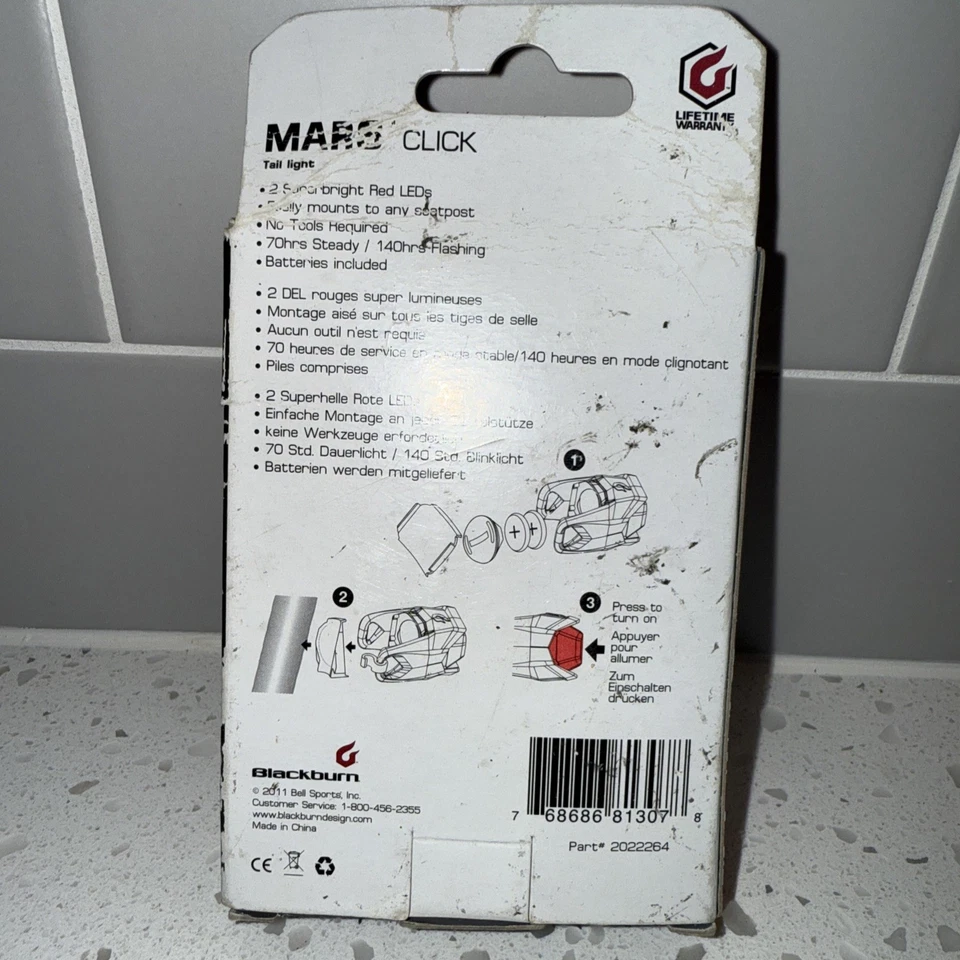 LIFETIME
WARRANTY
MARS CLICK
Tail light
• 2 Superbright Red LEDs
• Easily mounts to any seatpost
• No Tools Required
• 70hrs Steady / 140hrs Flashing
• Batteries included
• 2 DEL rouges super lumineuses
• Montage aisé sur tous les tiges de selle
• Aucun outil n'est requis
• 70 heures de service en mode stable/140 heures en mode clignotant
• Piles comprises
• 2 Superhelle Rote LED
• Einfache Montage an
• keine Werkzeuge
• 70 Std. Dauerlicht / 140 Std. Blinklicht
• Batterien werden mitgeliefert
1
2
3
Press to
turn on
Appuyer
pour
allumer
Zum
Einschalten
drücken
Blackburn
© 2011 Bell Sports, Inc.
Customer Service: 1-800-456-2355
www.blackburndesign.com
Made in China
CE
7 68686 81307 8
Part# 2022264